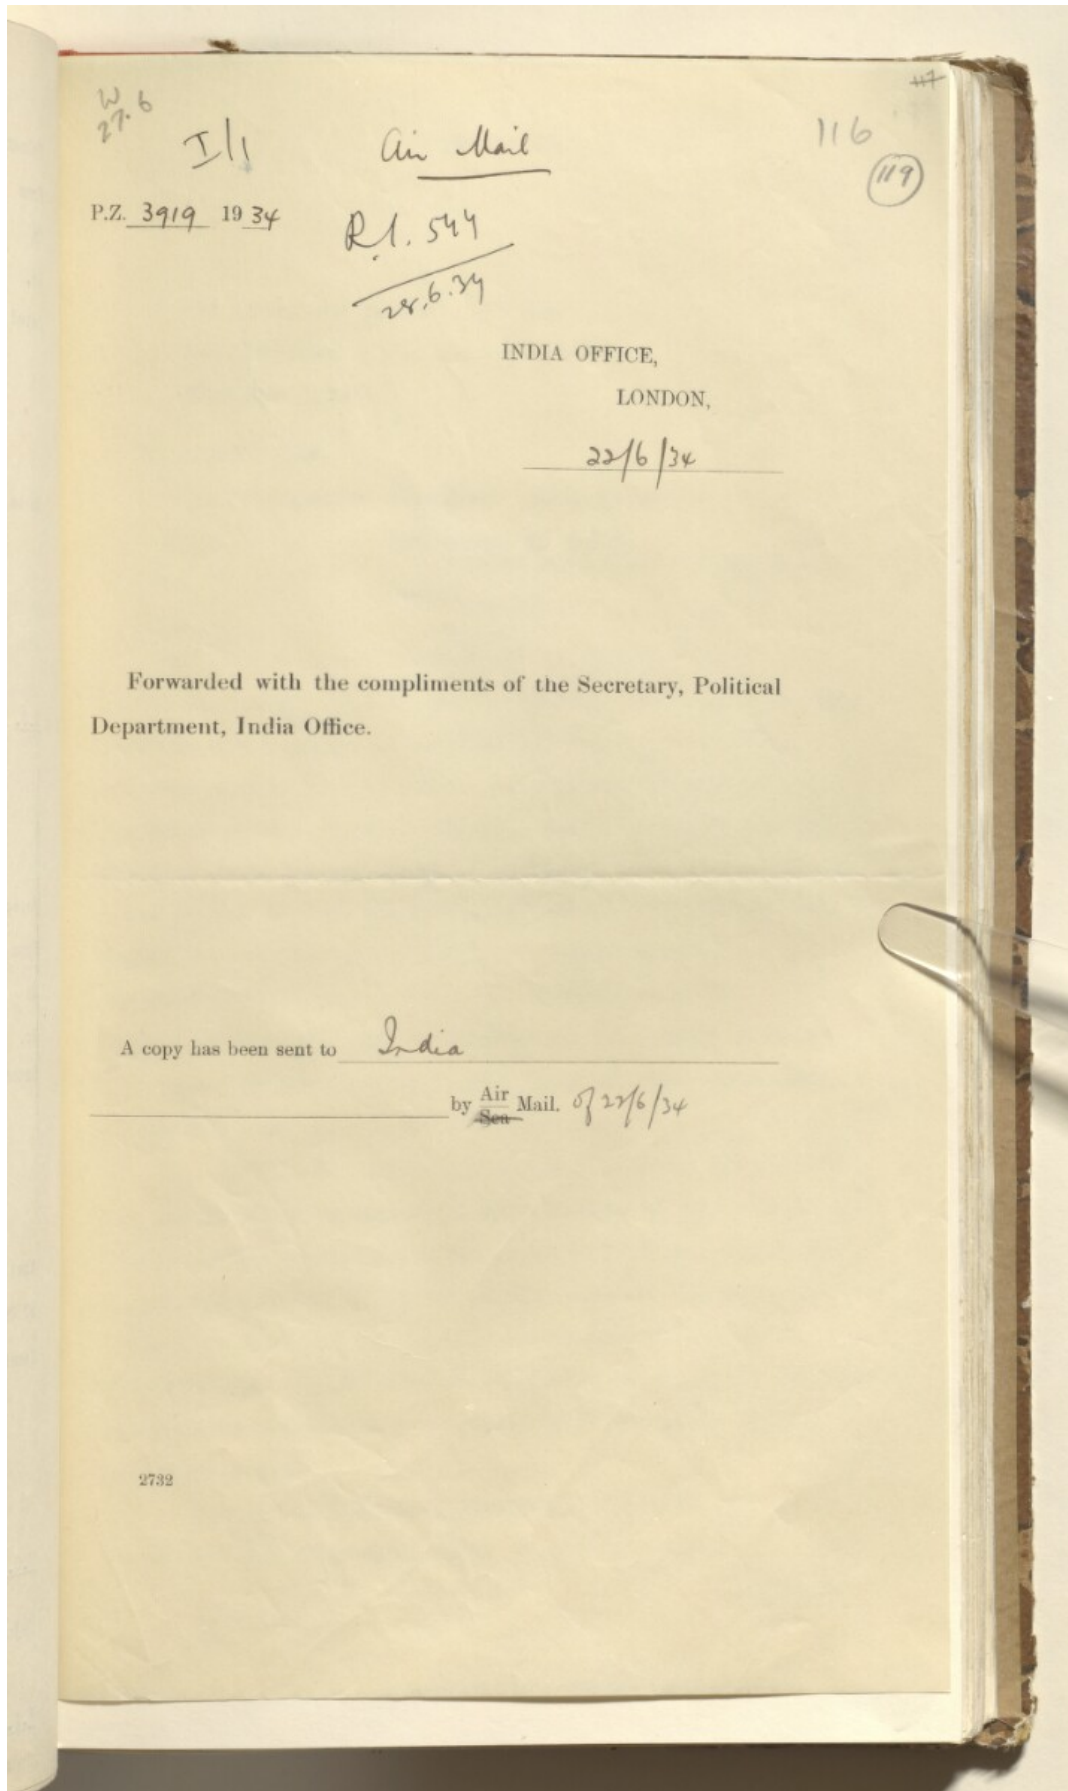 117
W
27.6
116
I/1
Air Mail
119
P.Z. 3919 1934
R.1. 544
28.6.34
INDIA OFFICE,
LONDON,
22/6/34
Forwarded with the compliments of the Secretary, Political
Department, India Office.
A copy has been sent to India
by Air Mail. of 22/6/34
Sea
2732